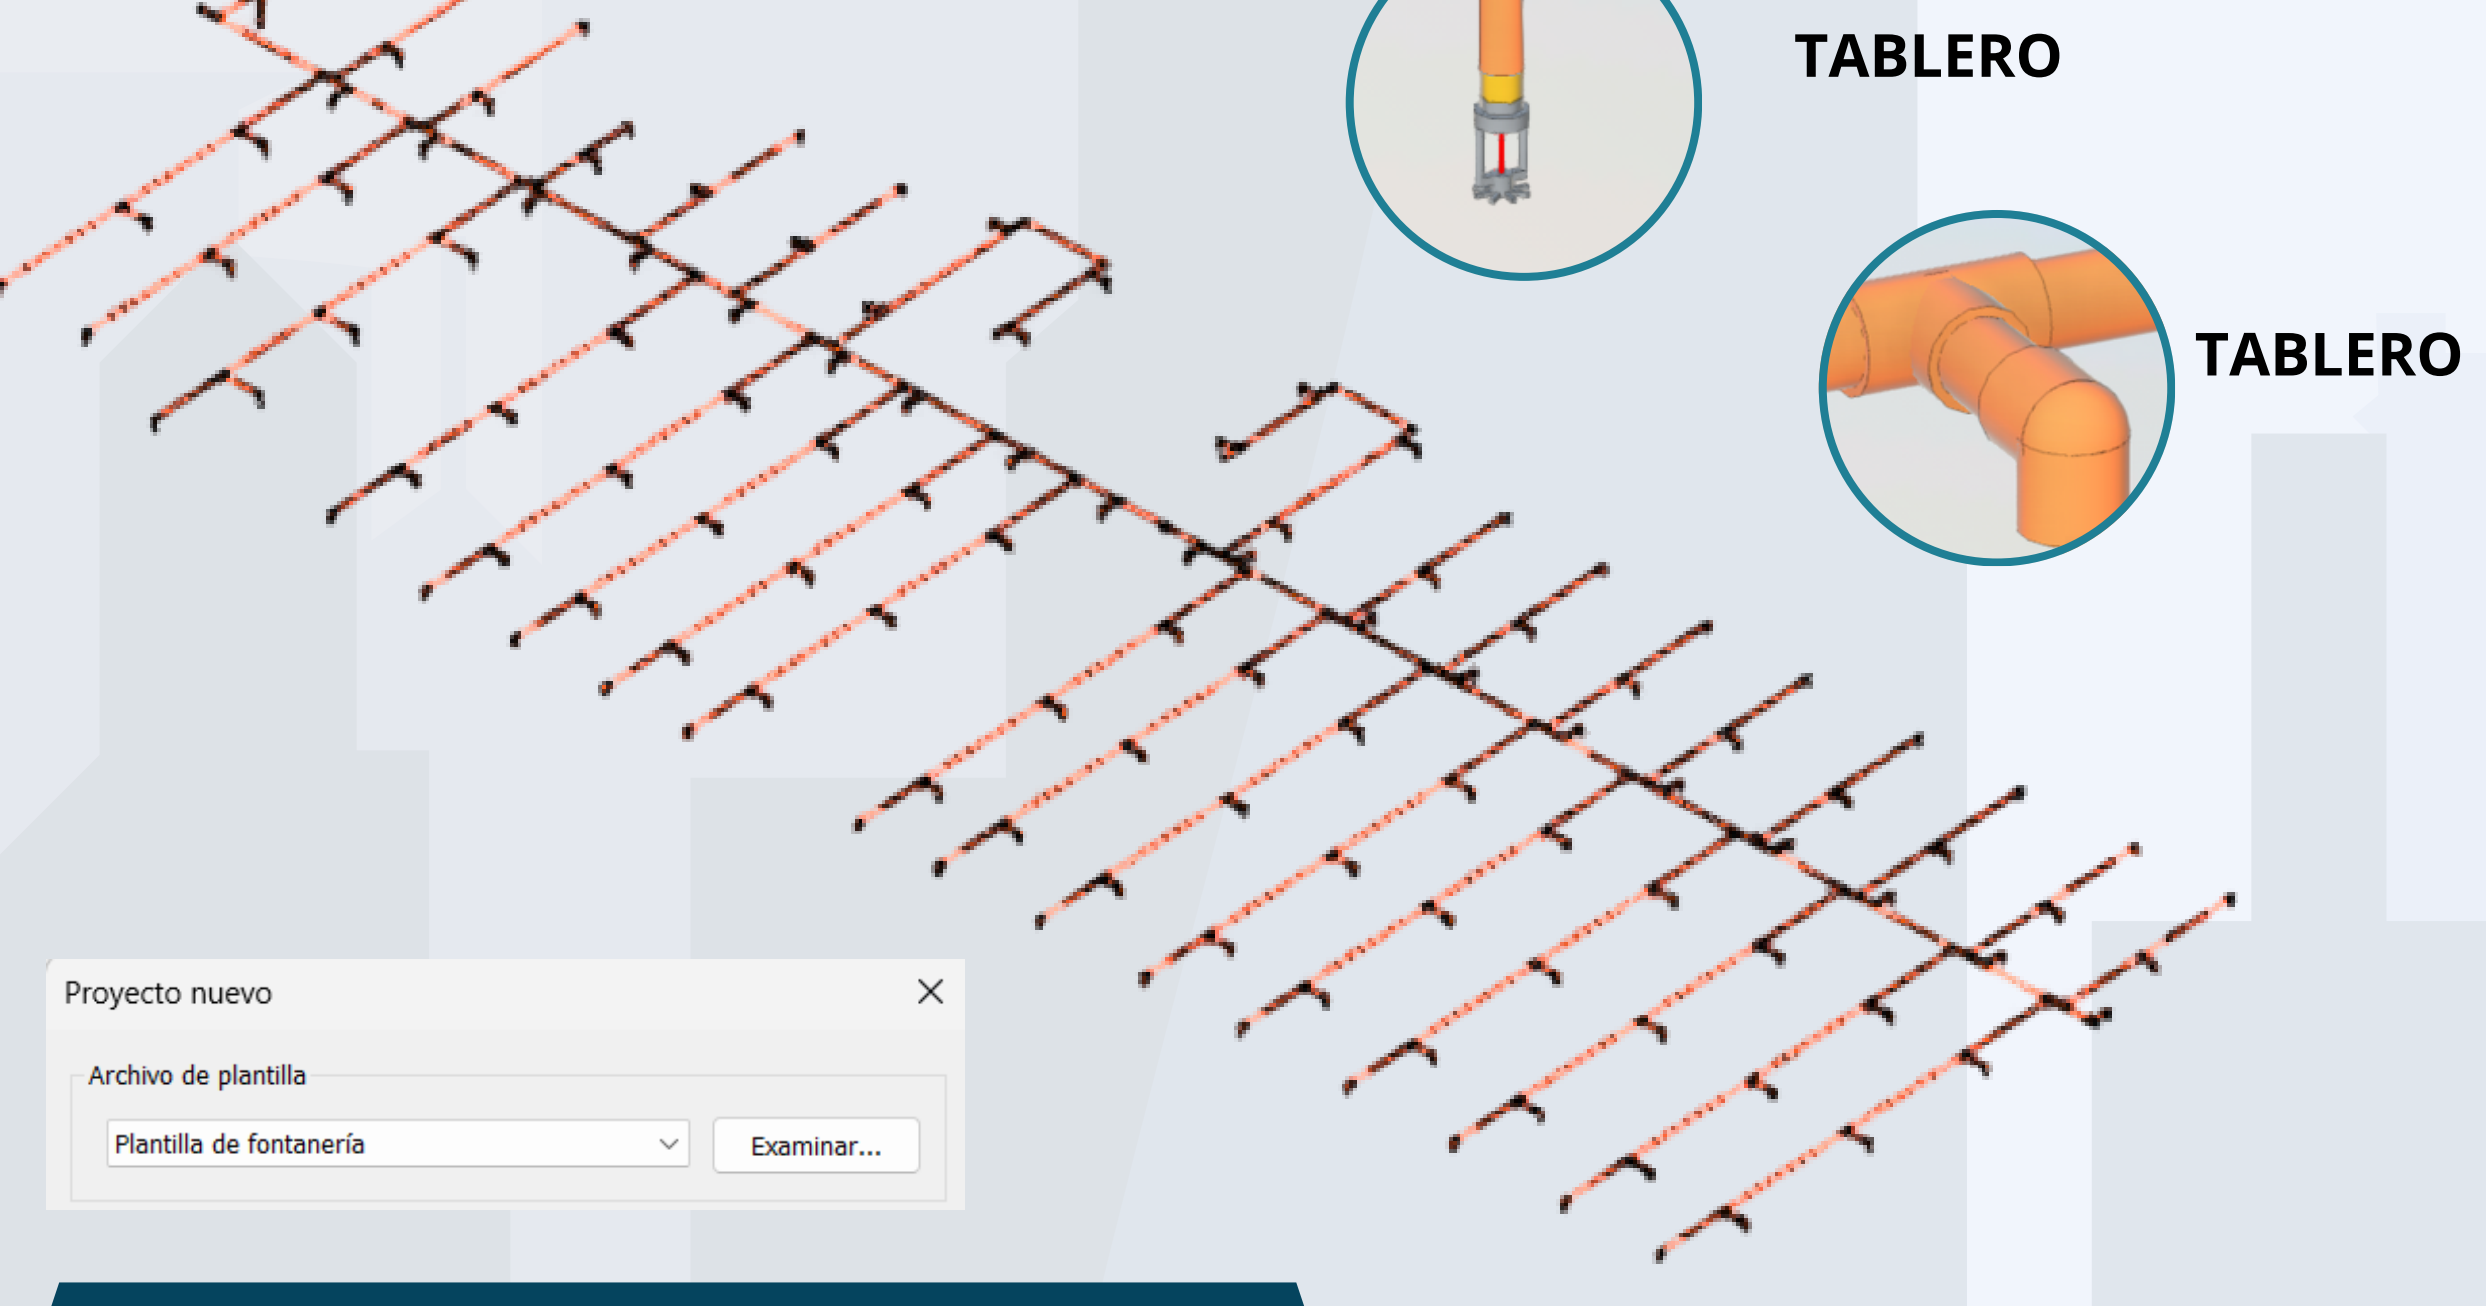 TABLERO
TABLERO
Proyecto nuevo
Archivo de plantilla
Plantilla de fontanería
Examinar...